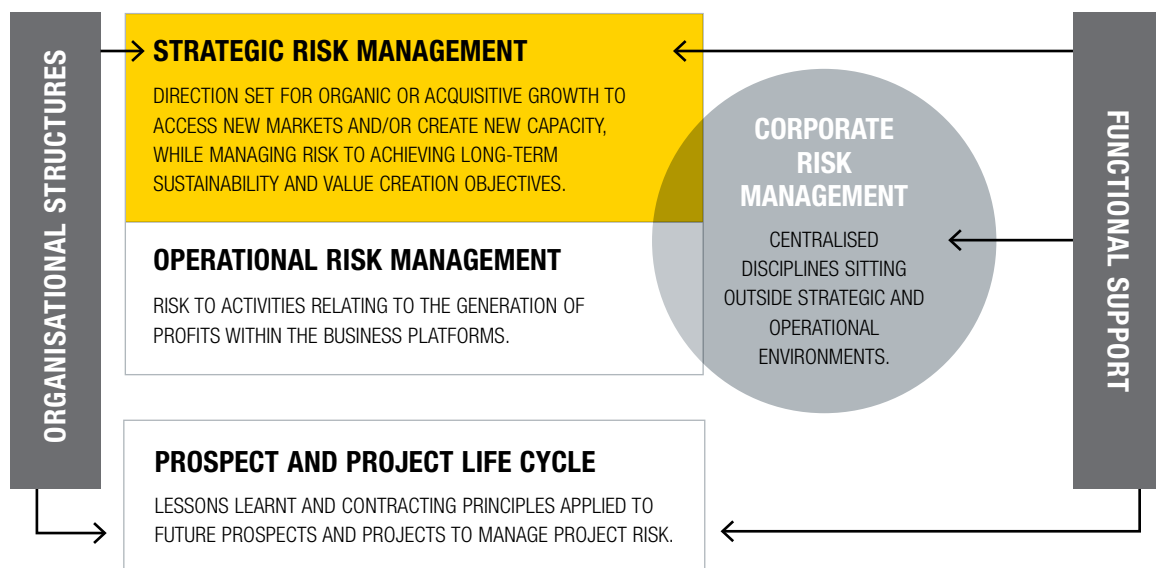 ORGANISATIONAL STRUCTURES
STRATEGIC RISK MANAGEMENT
DIRECTION SET FOR ORGANIC OR ACQUISITIVE GROWTH TO
ACCESS NEW MARKETS AND/OR CREATE NEW CAPACITY,
WHILE MANAGING RISK TO ACHIEVING LONG-TERM
SUSTAINABILITY AND VALUE CREATION OBJECTIVES.
OPERATIONAL RISK MANAGEMENT
RISK TO ACTIVITIES RELATING TO THE GENERATION OF
PROFITS WITHIN THE BUSINESS PLATFORMS.
CORPORATE
RISK
MANAGEMENT
CENTRALISED
DISCIPLINES SITTING
OUTSIDE STRATEGIC AND
OPERATIONAL
ENVIRONMENTS.
FUNCTIONAL SUPPORT
PROSPECT AND PROJECT LIFE CYCLE
LESSONS LEARNT AND CONTRACTING PRINCIPLES APPLIED TO
FUTURE PROSPECTS AND PROJECTS TO MANAGE PROJECT RISK.